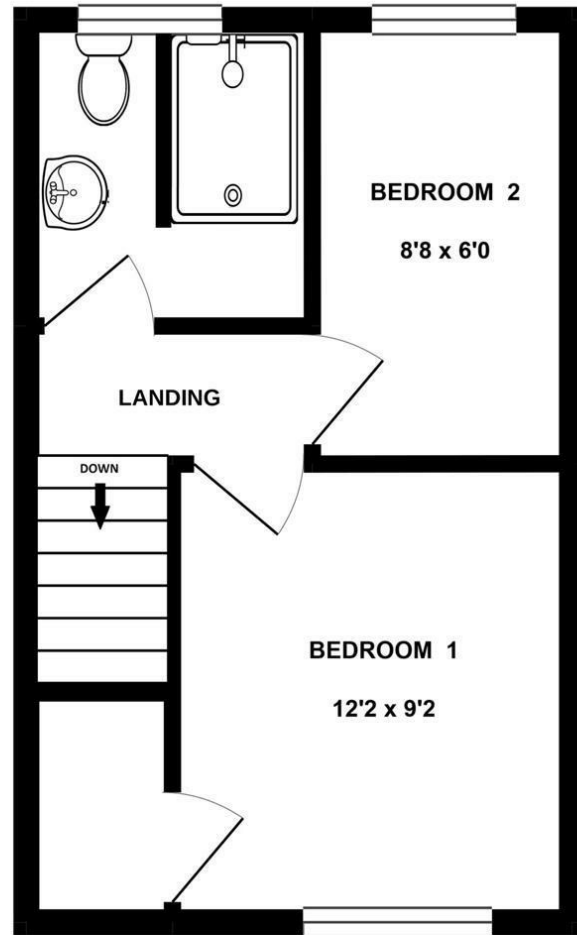 BEDROOM 2
8'8 x 6'0
LANDING
DOWN
BEDROOM 1
12'2 x 9'2